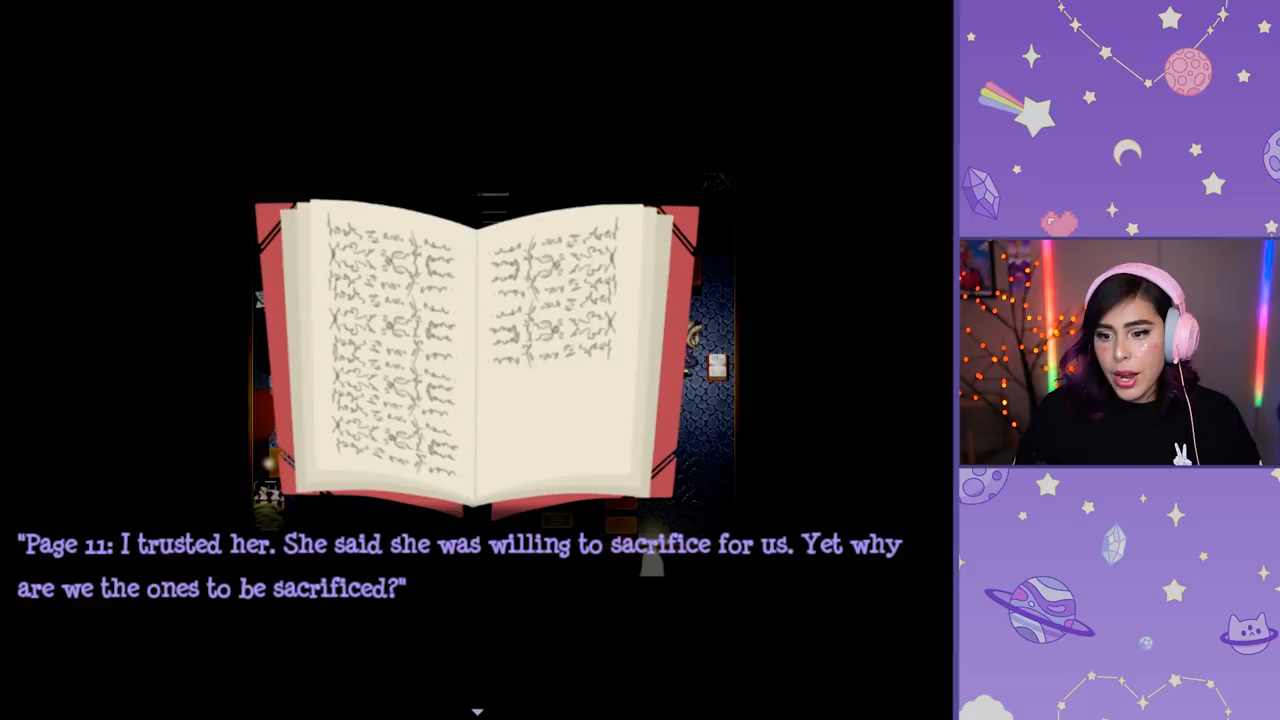 "Page 11: I trusted her. She said she was willing to sacrifice for us. Yet why
are we the ones to be sacrificed?"